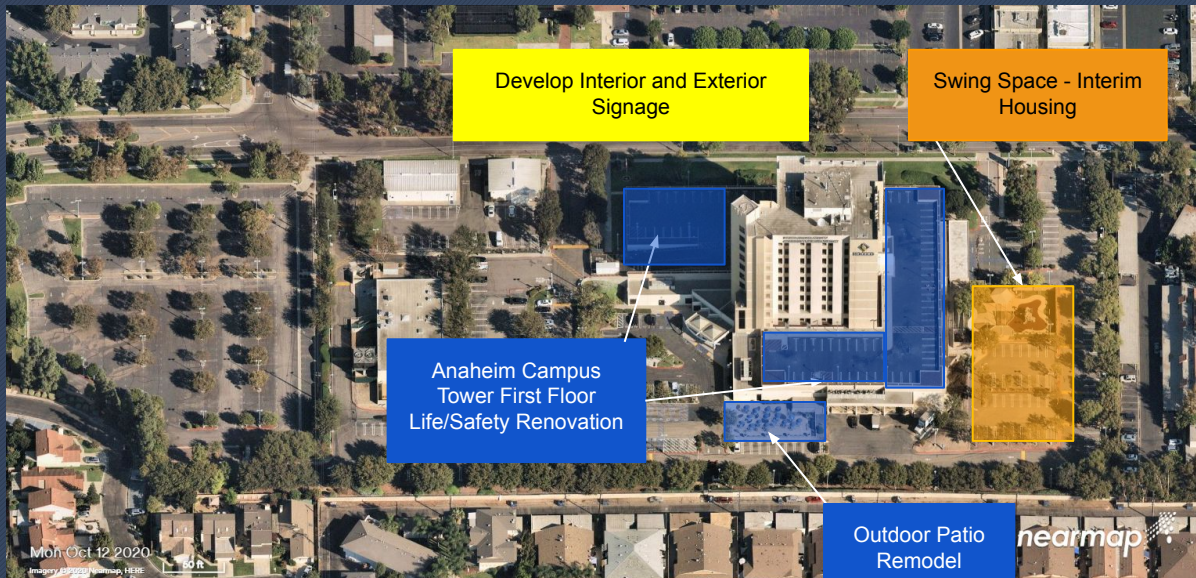 Develop Interior and Exterior
Signage
Swing Space - Interim
Housing
Anaheim Campus
Tower First Floor
Life/Safety Renovation
Outdoor Patio
Remodel
nearmap
Mon Oct 12 2020
50 ft